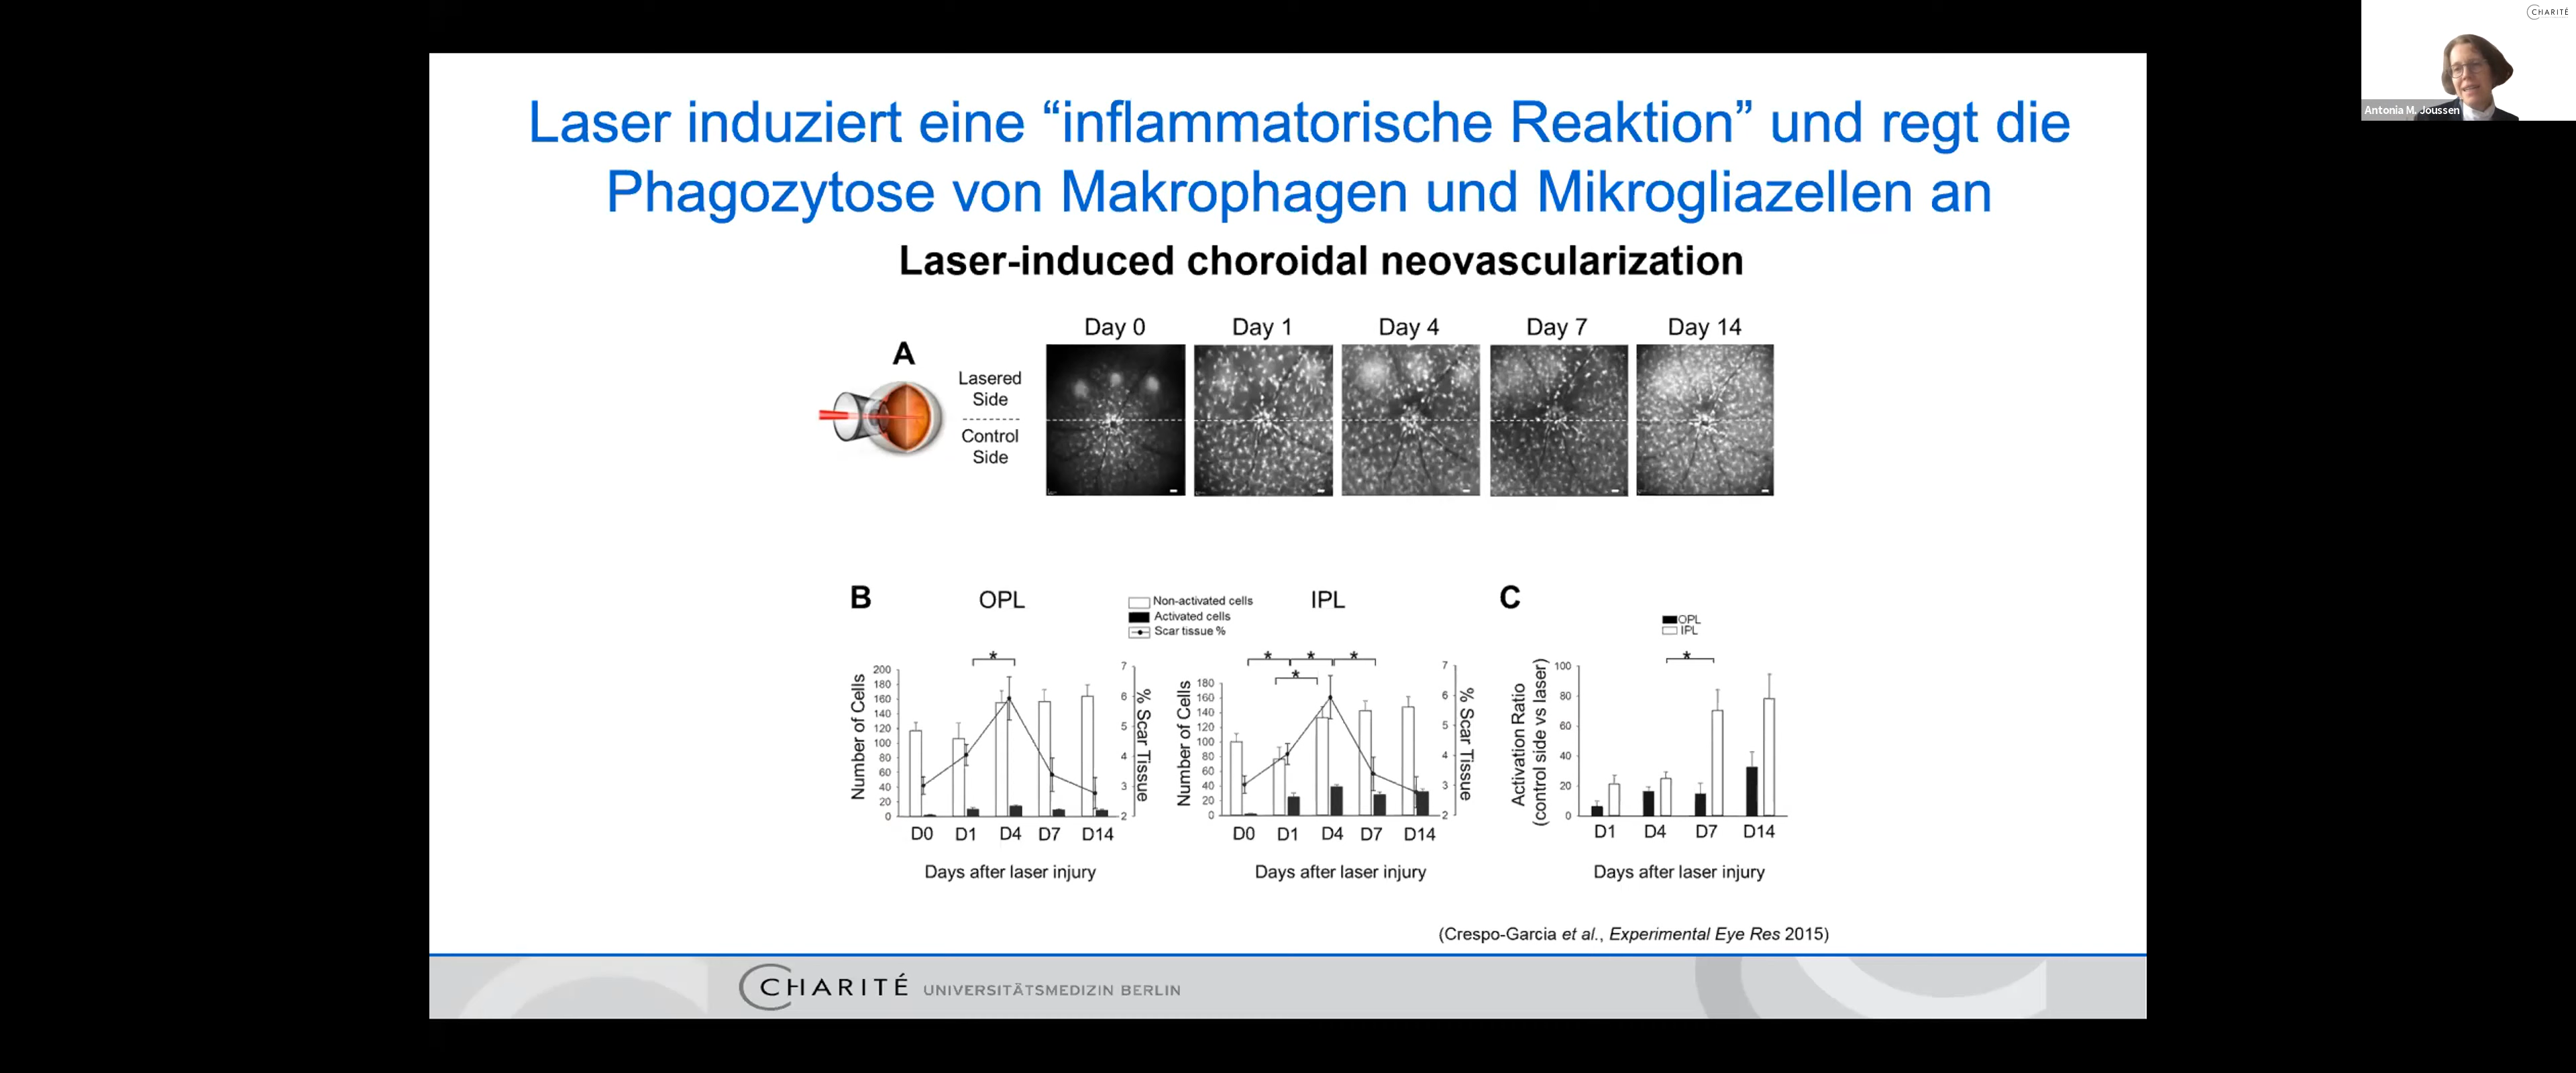 CHARITÉ
Antonia M. Joussen
Laser induziert eine “inflammatorische Reaktion” und regt die
Phagozytose von Makrophagen und Mikrogliazellen an
Laser-induced choroidal neovascularization
Day 0 Day 1 Day 4 Day 7 Day 14
A
Lasered
Side
Control
Side
B
OPL
Non-activated cells
Activated cells
Scar tissue %
Number of Cells
200
180
160
140
120
100
80
60
40
20
0
*
7
6
5
4
3
2
% Scar Tissue
D0 D1 D4 D7 D14
Days after laser injury
IPL
Number of Cells
180
160
140
120
100
80
60
40
20
0
* * *
*
7
6
5
4
3
2
% Scar Tissue
D0 D1 D4 D7 D14
Days after laser injury
C
OPL
IPL
Activation Ratio
(control side vs laser)
100
80
60
40
20
0
*
D1 D4 D7 D14
Days after laser injury
(Crespo-Garcia et al., Experimental Eye Res 2015)
CHARITÉ UNIVERSITÄTSMEDIZIN BERLIN